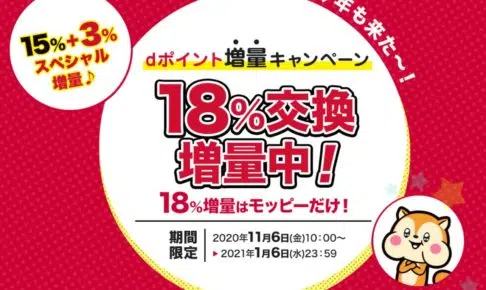 15%+3%
スペシャル
増量♪
年も来た〜!
dポイント増量キャンペーン
18%交換
増量中!
18%増量はモッピーだけ!
期間
限定
2020年11月6日(金)10:00〜
▶2021年1月6日(水)23:59